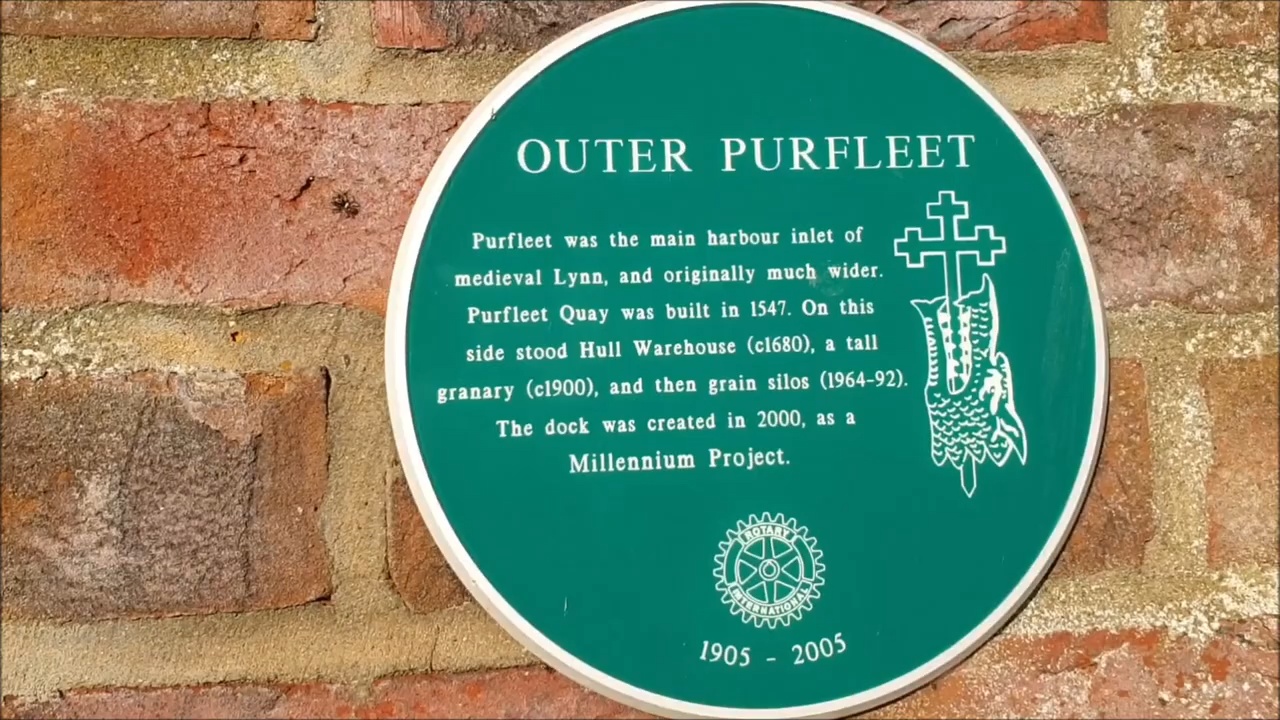 OUTER PURFLEET
Purfleet was the main harbour inlet of
medieval Lynn, and originally much wider.
Purfleet Quay was built in 1547. On this
side stood Hull Warehouse (c1680), a tall
granary (c1900), and then grain silos (1964-92).
The dock was created in 2000, as a
Millennium Project.
ROTARY
INTERNATIONAL
1905 - 2005